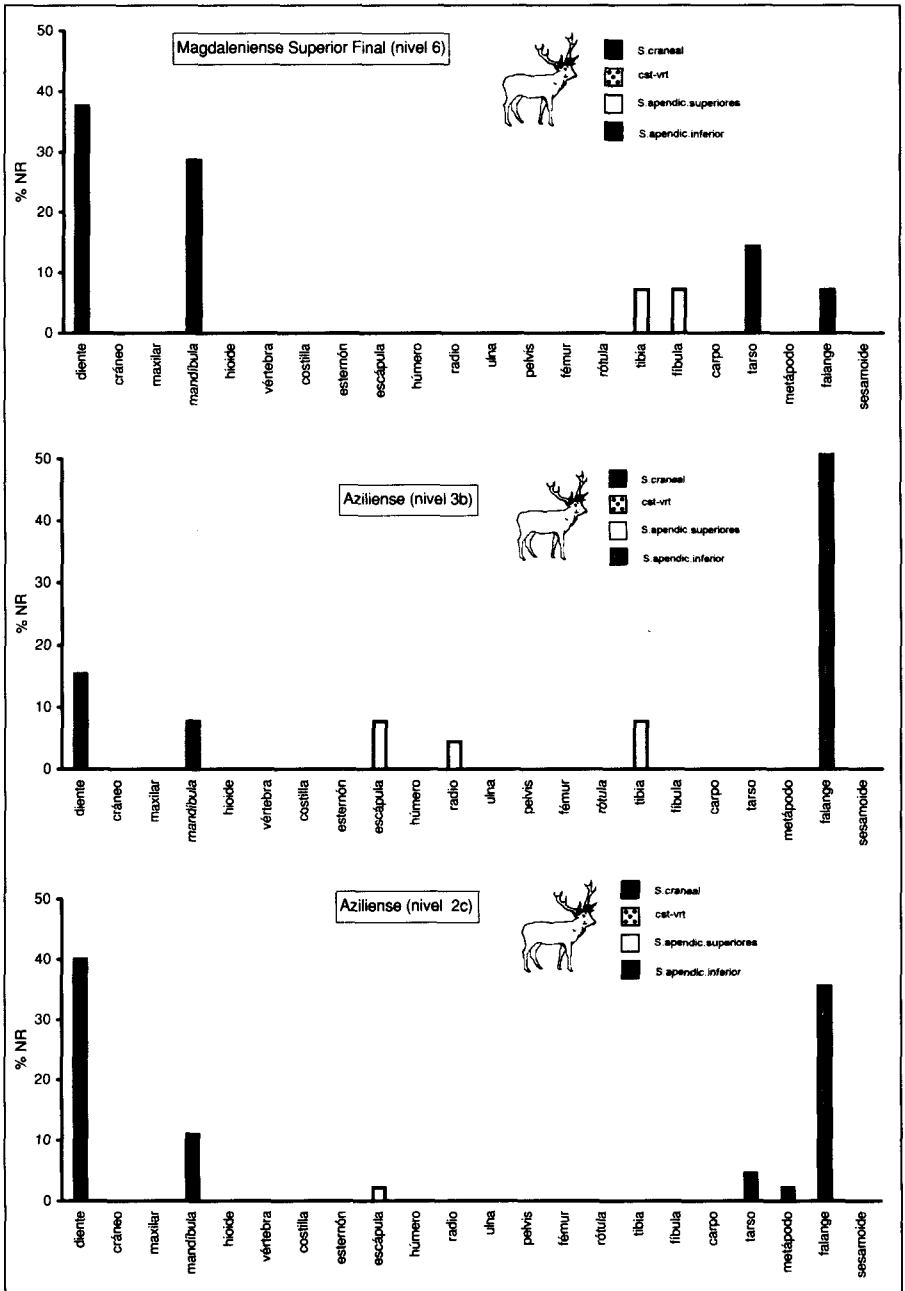 Magdaleniense Superior Final (nivel 6)
S.craneal
cst-vrt
S.apendic.superiores
S.apendic.inferior
% NR
50
40
30
20
10
0
diente
cráneo
maxilar
mandíbula
hioide
vértebra
costilla
esternón
escápula
húmero
radio
ulna
pelvis
fémur
rótula
tibia
fíbula
carpo
tarso
metápodo
falange
sesamoide
Aziliense (nivel 3b)
S.craneal
cst-vrt
S.apendic.superiores
S.apendic.inferior
% NR
50
40
30
20
10
0
diente
cráneo
maxilar
mandíbula
hioide
vértebra
costilla
esternón
escápula
húmero
radio
ulna
pelvis
fémur
rótula
tibia
fíbula
carpo
tarso
metápodo
falange
sesamoide
Aziliense (nivel 2c)
S.craneal
cst-vrt
S.apendic.superiores
S.apendic.inferior
% NR
50
40
30
20
10
0
diente
cráneo
maxilar
mandíbula
hioide
vértebra
costilla
esternón
escápula
húmero
radio
ulna
pelvis
fémur
rótula
tibia
fíbula
carpo
tarso
metápodo
falange
sesamoide